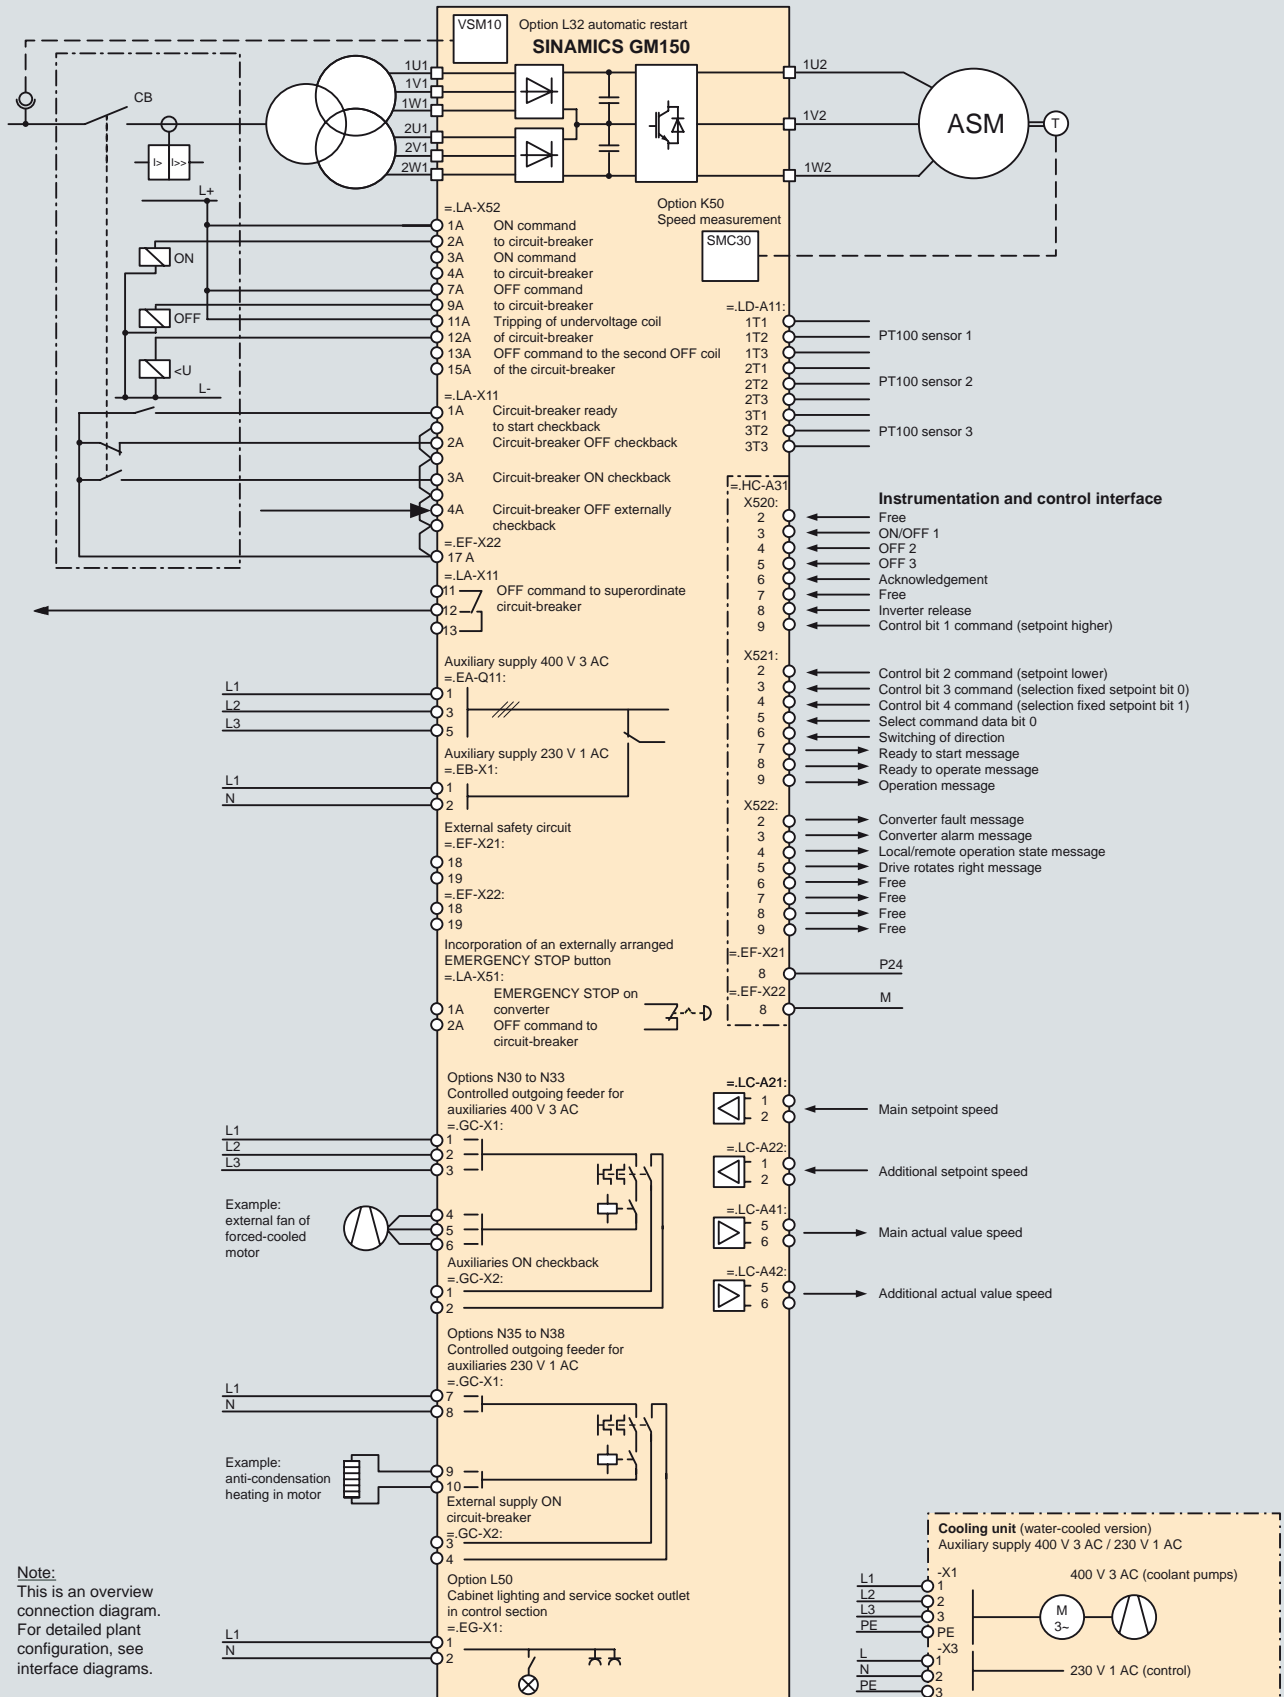 VSM10
Option L32 automatic restart
SINAMICS GM150
CB
I>
I>>
1U1
1V1
1W1
2U1
2V1
2W1
1U2
1V2
1W2
ASM
T
L+
ON
OFF
<U
L-
=.LA-X52
1A ON command
2A to circuit-breaker
3A ON command
4A to circuit-breaker
7A OFF command
9A to circuit-breaker
11A Tripping of undervoltage coil
12A of circuit-breaker
13A OFF command to the second OFF coil
15A of the circuit-breaker
=.LA-X11
1A Circuit-breaker ready
to start checkback
2A Circuit-breaker OFF checkback
3A Circuit-breaker ON checkback
4A Circuit-breaker OFF externally
checkback
=.EF-X22
17 A
=.LA-X11
11 OFF command to superordinate
12 circuit-breaker
13
Auxiliary supply 400 V 3 AC
=.EA-Q11:
L1 1
L2 3
L3 5
Auxiliary supply 230 V 1 AC
=.EB-X1:
L1 1
N 2
External safety circuit
=.EF-X21:
18
19
=.EF-X22:
18
19
Incorporation of an externally arranged
EMERGENCY STOP button
=.LA-X51:
EMERGENCY STOP on
1A converter
2A OFF command to
circuit-breaker
Options N30 to N33
Controlled outgoing feeder for
auxiliaries 400 V 3 AC
=.GC-X1:
L1 1
L2 2
L3 3
Example:
external fan of
forced-cooled
motor
4
5
6
Auxiliaries ON checkback
=.GC-X2:
1
2
Options N35 to N38
Controlled outgoing feeder for
auxiliaries 230 V 1 AC
=.GC-X1:
L1 7
N 8
Example:
anti-condensation
heating in motor
9
10
External supply ON
circuit-breaker
=.GC-X2:
3
4
Option L50
Cabinet lighting and service socket outlet
in control section
=.EG-X1:
L1 1
N 2
Note:
This is an overview
connection diagram.
For detailed plant
configuration, see
interface diagrams.
Option K50
Speed measurement
SMC30
=.LD-A11:
1T1
1T2 PT100 sensor 1
1T3
2T1
2T2 PT100 sensor 2
2T3
3T1
3T2 PT100 sensor 3
3T3
=.HC-A31
Instrumentation and control interface
X520:
2 Free
3 ON/OFF 1
4 OFF 2
5 OFF 3
6 Acknowledgement
7 Free
8 Inverter release
9 Control bit 1 command (setpoint higher)
X521:
2 Control bit 2 command (setpoint lower)
3 Control bit 3 command (selection fixed setpoint bit 0)
4 Control bit 4 command (selection fixed setpoint bit 1)
5 Select command data bit 0
6 Switching of direction
7 Ready to start message
8 Ready to operate message
9 Operation message
X522:
2 Converter fault message
3 Converter alarm message
4 Local/remote operation state message
5 Drive rotates right message
6 Free
7 Free
8 Free
9 Free
=.EF-X21
8 P24
=.EF-X22
8 M
=.LC-A21:
1
2 Main setpoint speed
=.LC-A22:
1
2 Additional setpoint speed
=.LC-A41:
5
6 Main actual value speed
=.LC-A42:
5
6 Additional actual value speed
Cooling unit (water-cooled version)
Auxiliary supply 400 V 3 AC / 230 V 1 AC
-X1
400 V 3 AC (coolant pumps)
L1 1
L2 2
L3 3
PE PE
M
3~
-X3
L 1
N 2
PE 3
230 V 1 AC (control)